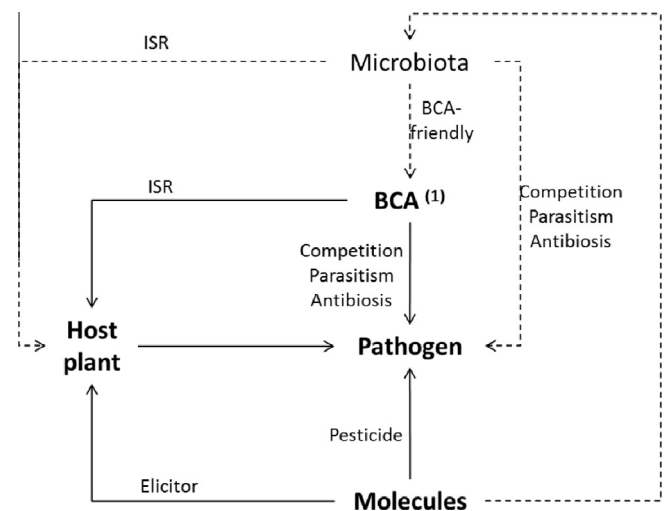 ISR
Microbiota
BCA-
friendly
ISR
BCA (1)
Competition
Parasitism
Antibiosis
Competition
Parasitism
Antibiosis
Host
plant
Pathogen
Pesticide
Elicitor
Molecules